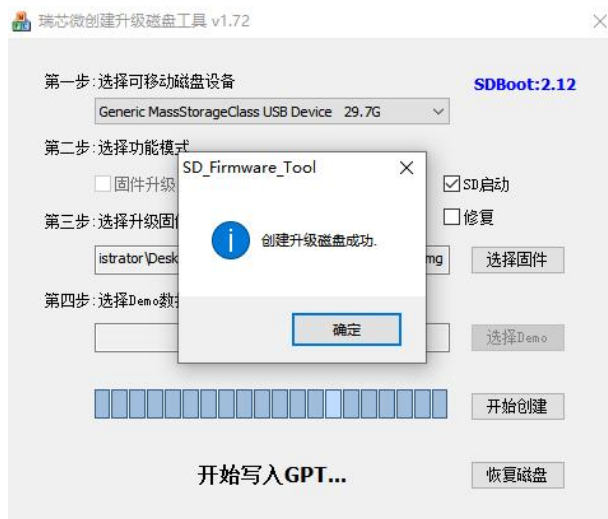 瑞芯微创建升级磁盘工具 v1.72
第一步:选择可移动磁盘设备
SDBoot:2.12
Generic MassStorageClass USB Device 29.7G
第二步:选择功能模式
SD_Firmware_Tool
固件升级
SD启动
创建升级磁盘成功.
第三步:选择升级固
修复
istrator\Desk
mg
选择固件
第四步:选择Demo数
确定
选择Demo
开始创建
开始写入GPT...
恢复磁盘